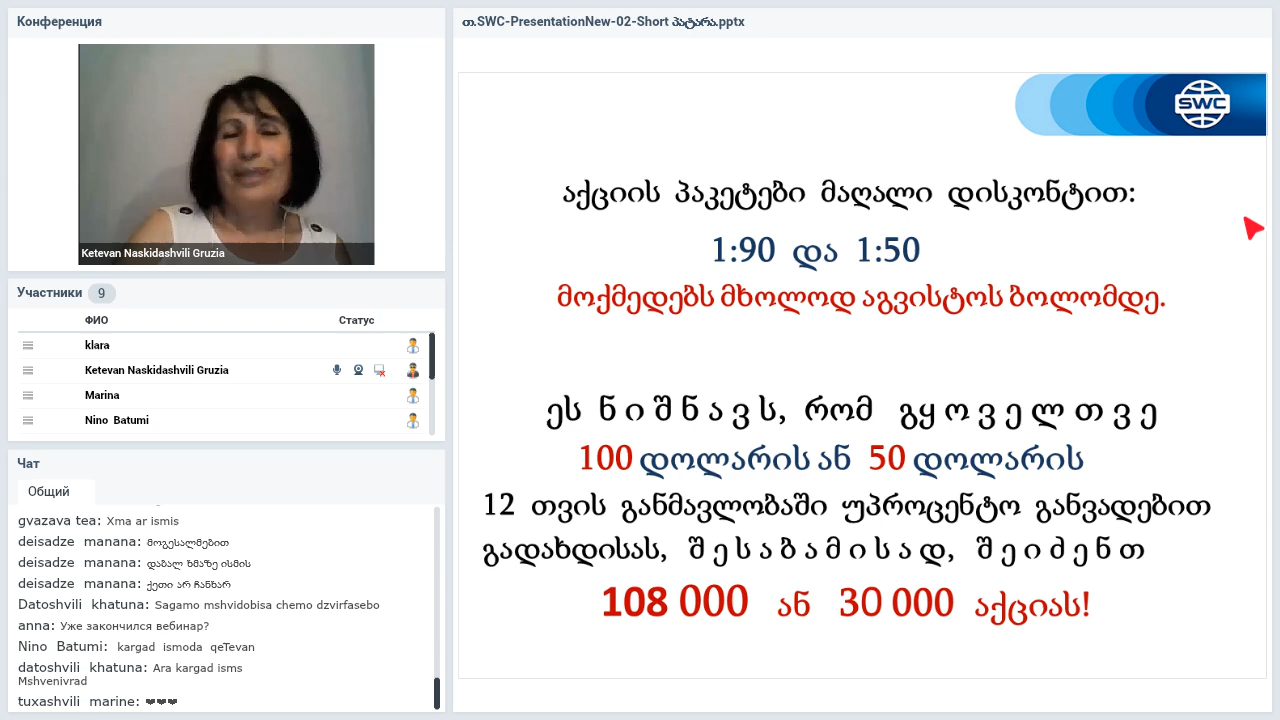 Конференция
Ketevan Naskidashvili Gruzia
Участники 9
ФИО Статус
klara
Ketevan Naskidashvili Gruzia
Marina
Nino Batumi
Чат
Общий
gvazava tea: Xma ar ismis
deisadze manana: მოგესალმებით
deisadze manana: დაბალ ხმაზე ისმის
deisadze manana: ქეთი არ ჩანხარ
Datoshvili khatuna: Sagamo mshvidobisa chemo dzvirfasebo
anna: Уже закончился вебинар?
Nino Batumi: kargad ismoda qeTevan
datoshvili khatuna: Ara kargad isms
Mshvenivrad
tuxashvili marine: ❤❤❤
თ.SWC-PresentationNew-02-Short პატარა.pptx
SWC
აქციის პაკეტები მაღალი დისკონტით:
1:90 და 1:50
მოქმედებს მხოლოდ აგვისტოს ბოლომდე.
ეს ნ ი შ ნ ა ვ ს, რომ გყ ო ვ ე ლ თ ვ ე
100 დოლარის ან 50 დოლარის
12 თვის განმავლობაში უპროცენტო განვადებით
გადახდისას, შ ე ს ა ბ ა მ ი ს ა დ, შ ე ი ძ ე ნ თ
108 000 ან 30 000 აქციას!